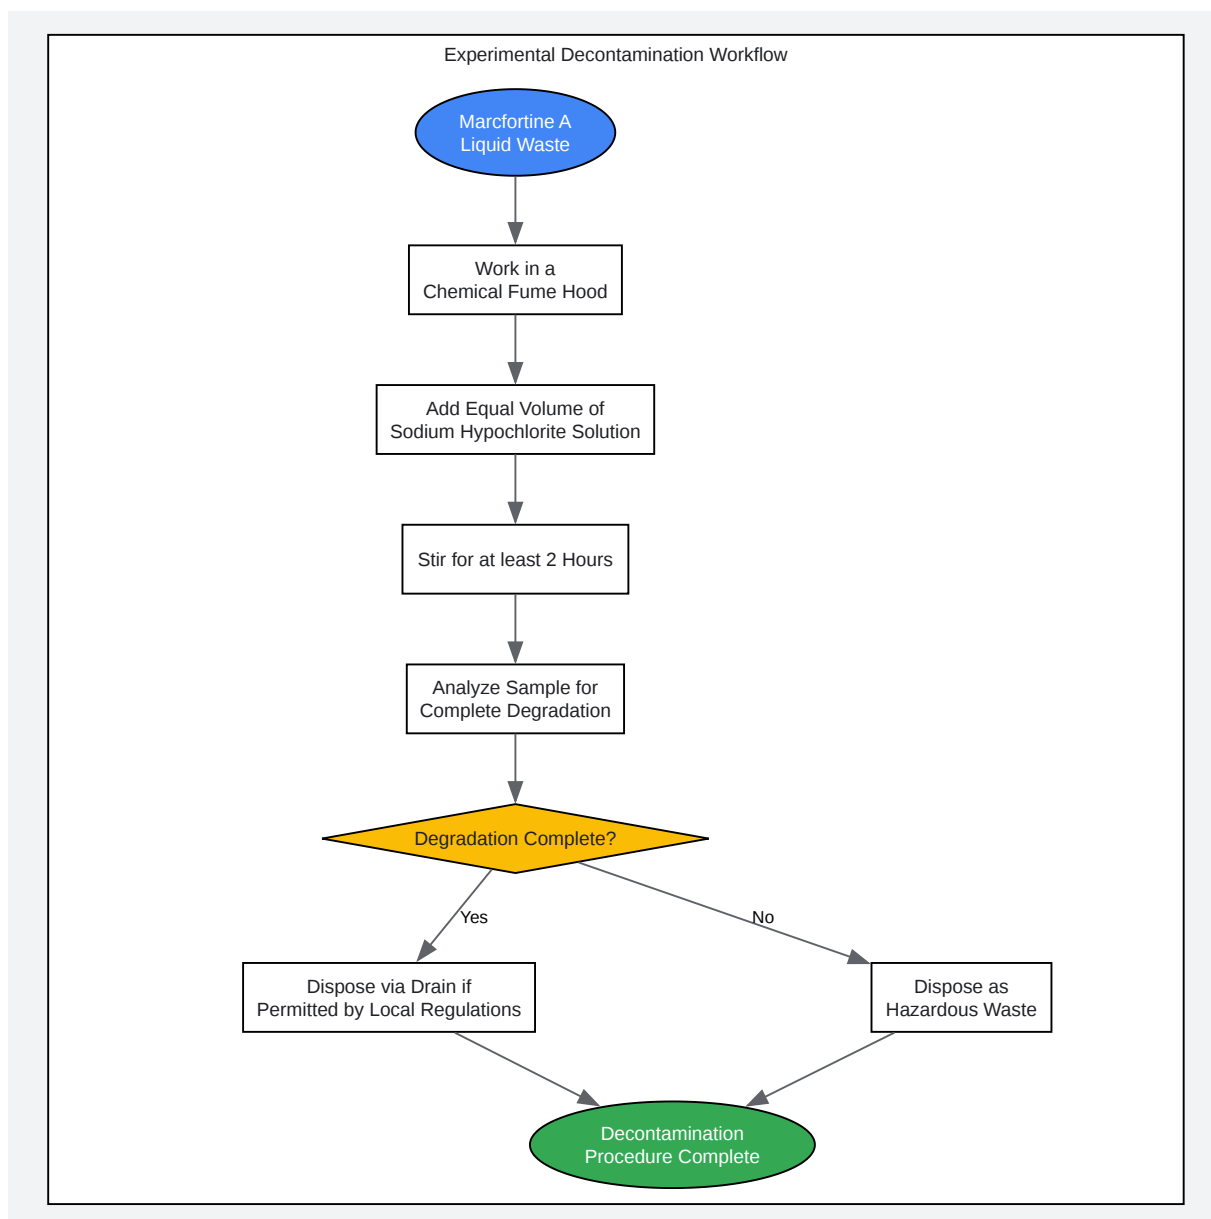 Experimental Decontamination Workflow
Marcfortine A
Liquid Waste
Work in a
Chemical Fume Hood
Add Equal Volume of
Sodium Hypochlorite Solution
Stir for at least 2 Hours
Analyze Sample for
Complete Degradation
Degradation Complete?
Yes
No
Dispose via Drain if
Permitted by Local Regulations
Dispose as
Hazardous Waste
Decontamination
Procedure Complete